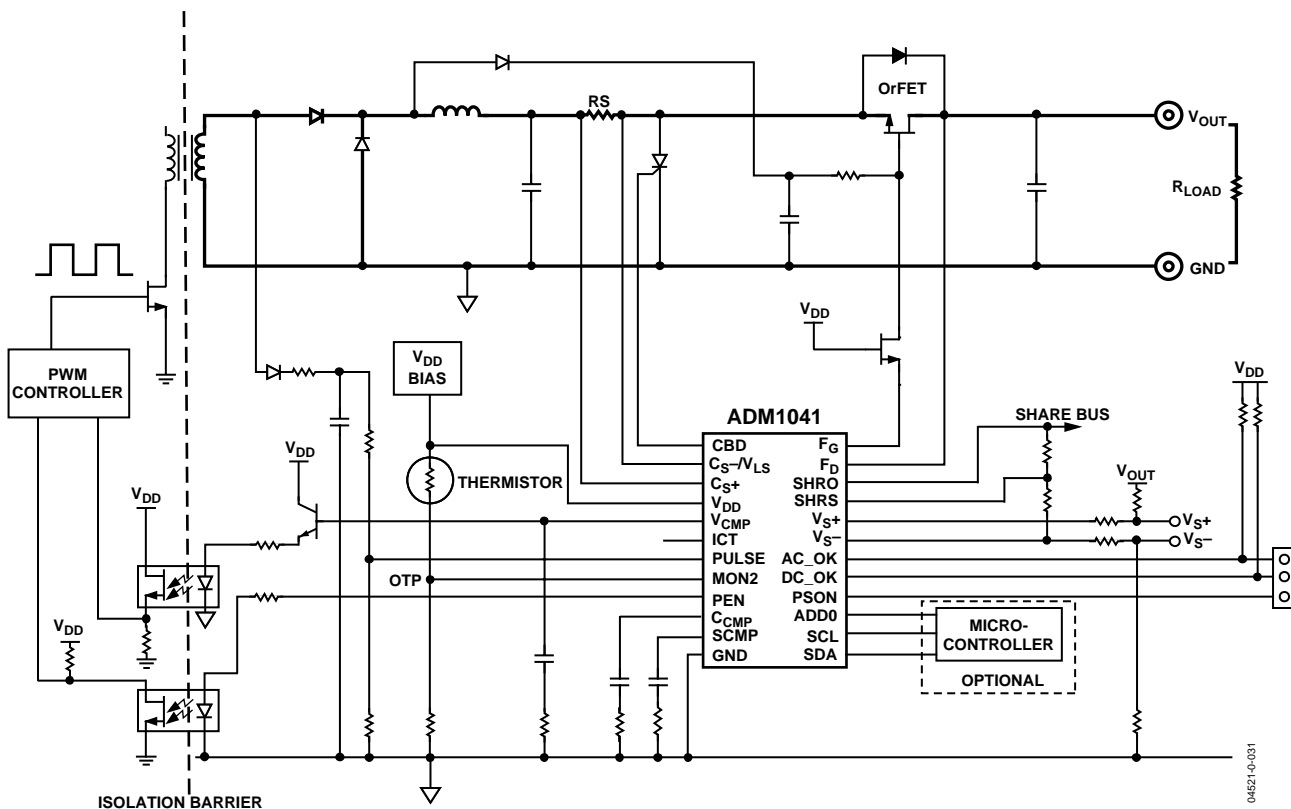 OrFET
RS
VOUT
RLOAD
GND
VDD
PWM
CONTROLLER
VDD
BIAS
VDD
ADM1041
SHARE BUS
VDD
THERMISTOR
VOUT
VDD
OTP
VDD
CBD
CS–/VLS
CS+
VDD
VCMP
ICT
PULSE
MON2
PEN
CCMP
SCMP
GND
FG
FD
SHRO
SHRS
VS+
VS–
AC_OK
DC_OK
PSON
ADD0
SCL
SDA
VS+
VS–
MICRO-
CONTROLLER
OPTIONAL
ISOLATION BARRIER
04521-0-031